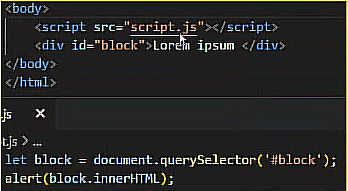 <body>
<script src="script.js"></script>
<div id="block">Lorem ipsum </div>
</body>
</html>
.js ×
t.js > ...
let block = document.querySelector('#block');
alert(block.innerHTML);